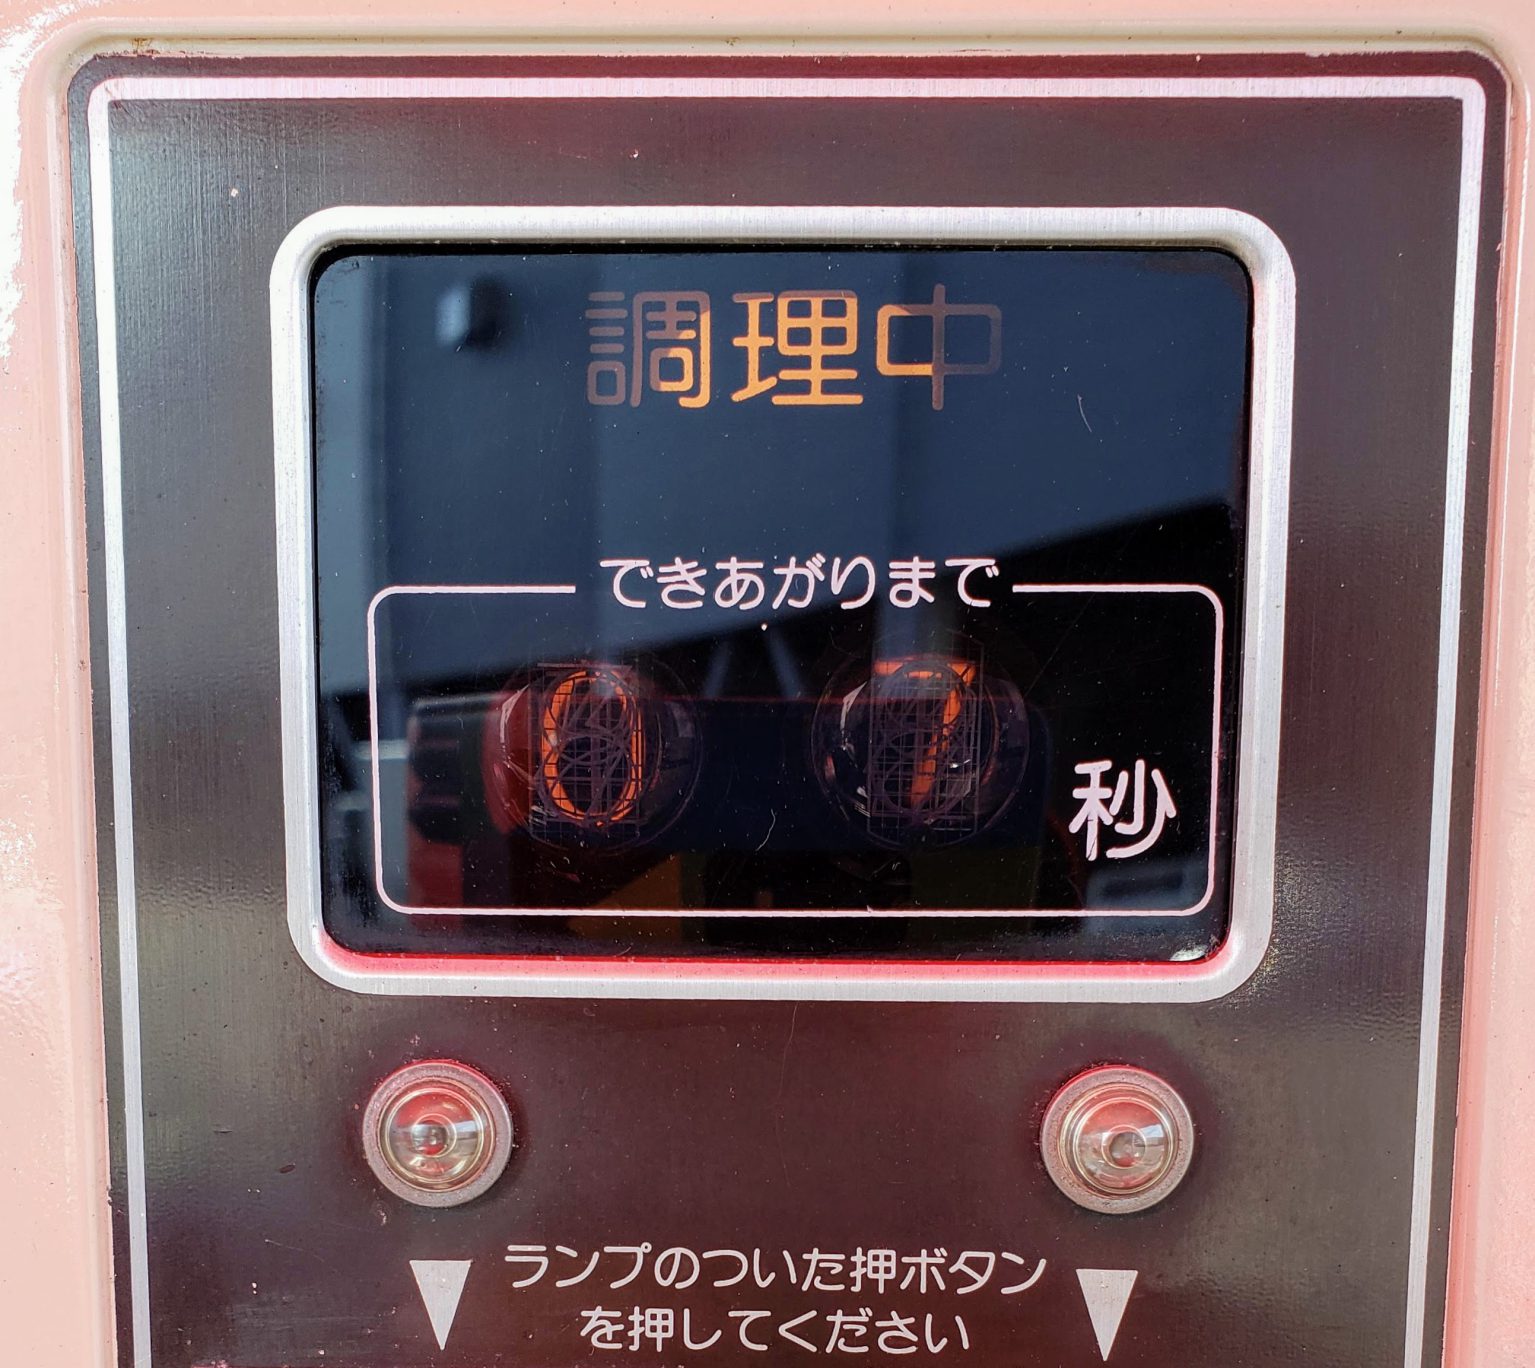 調理中
できあがりまで
07 秒
ランプのついた押ボタン
を押してください